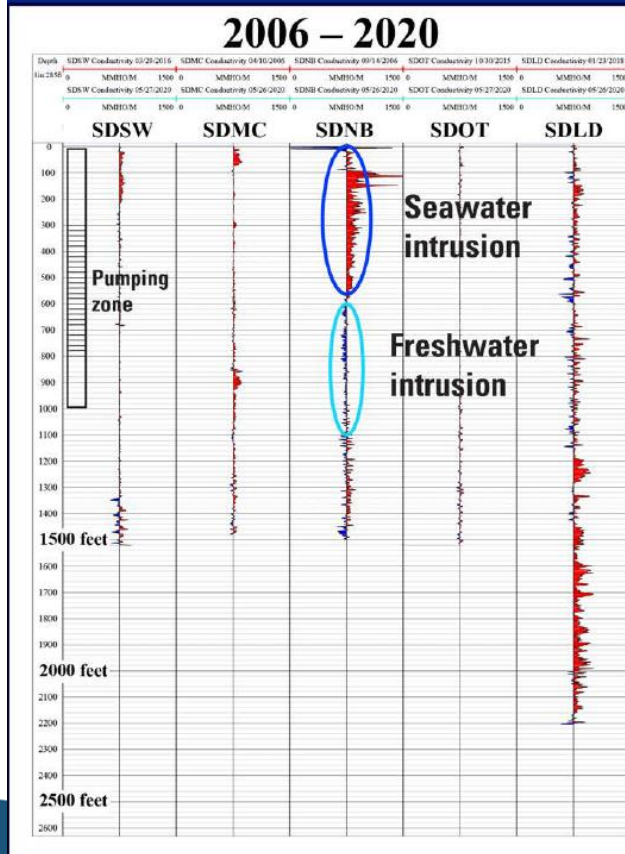 2006 – 2020
Depth SDSW Conductivity 03/29/2016 SDMC Conductivity 04/10/2006 SDNB Conductivity 09/14/2006 SDOT Conductivity 10/30/2015 SDLD Conductivity 01/23/2018
0 MMHO/M 1500 0 MMHO/M 1500 0 MMHO/M 1500 0 MMHO/M 1500 0 MMHO/M 1500
SDSW Conductivity 05/27/2020 SDMC Conductivity 05/26/2020 SDNB Conductivity 05/26/2020 SDOT Conductivity 05/27/2020 SDLD Conductivity 05/26/2020
0 MMHO/M 1500 0 MMHO/M 1500 0 MMHO/M 1500 0 MMHO/M 1500 0 MMHO/M 1500
SDSW SDMC SDNB SDOT SDLD
0
100
200
Seawater
300
intrusion
400
500
Pumping
600
zone
700
Freshwater
800
intrusion
900
1000
1100
1200
1300
1400
1500 feet
1600
1700
1800
1900
2000 feet
2100
2200
2300
2400
2500 feet
2600